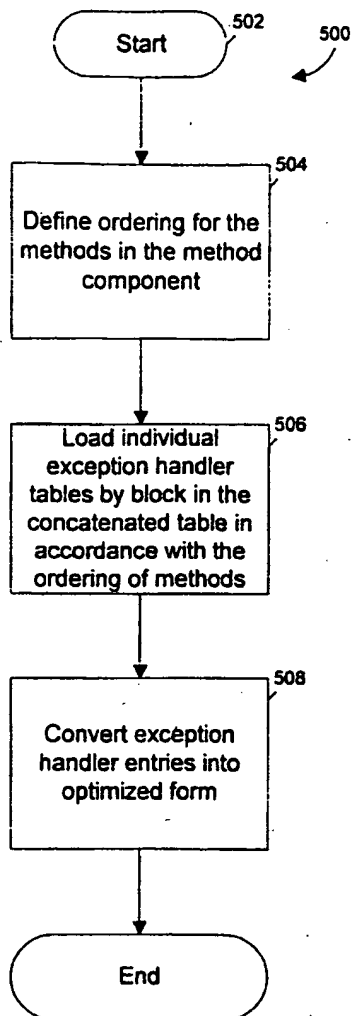 Start
502
500
504
Define ordering for the
methods in the method
component
506
Load individual
exception handler
tables by block in the
concatenated table in
accordance with the
ordering of methods
508
Convert exception
handler entries into
optimized form
End